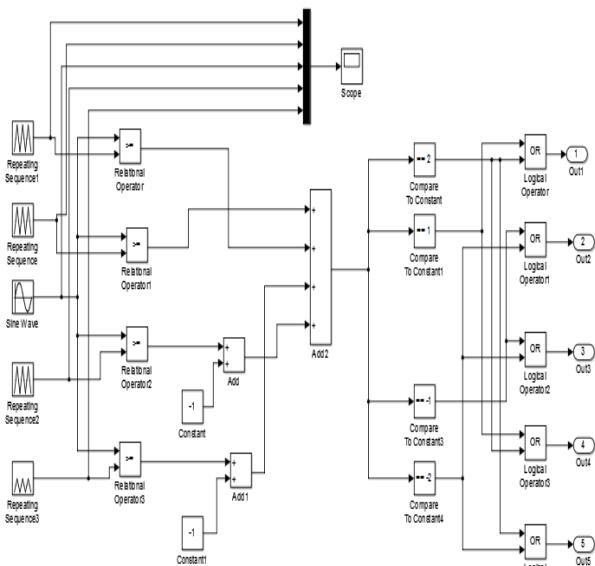 Scope
Repeating
Sequence1
>=
Relational
Operator
== 2
Compare
To Constant
OR
Logical
Operator
1
Out1
Repeating
Sequence
>=
Relational
Operator1
+
+
+
+
Add2
== 1
Compare
To Constant1
OR
Logical
Operator1
2
Out2
Sine Wave
Repeating
Sequence2
>=
Relational
Operator2
+
+
Add
-1
Constant
== -1
Compare
To Constant3
OR
Logical
Operator2
3
Out3
Repeating
Sequence3
>=
Relational
Operator3
+
+
Add1
-1
Constant1
== -2
Compare
To Constant4
OR
Logical
Operator3
4
Out4
OR
Logical
5
Out5